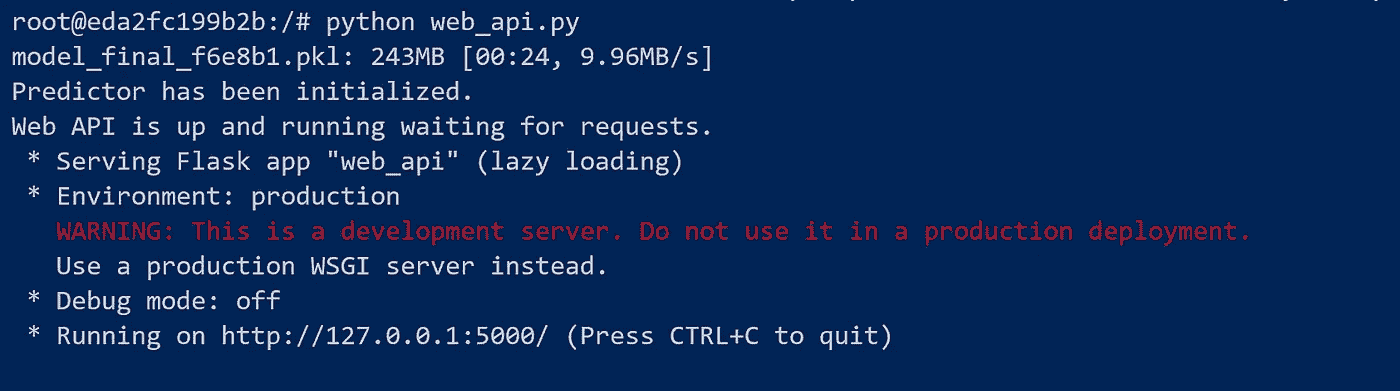 root@eda2fc199b2b:/# python web_api.py
model_final_f6e8b1.pkl: 243MB [00:24, 9.96MB/s]
Predictor has been initialized.
Web API is up and running waiting for requests.
* Serving Flask app "web_api" (lazy loading)
* Environment: production
WARNING: This is a development server. Do not use it in a production deployment.
Use a production WSGI server instead.
* Debug mode: off
* Running on http://127.0.0.1:5000/ (Press CTRL+C to quit)